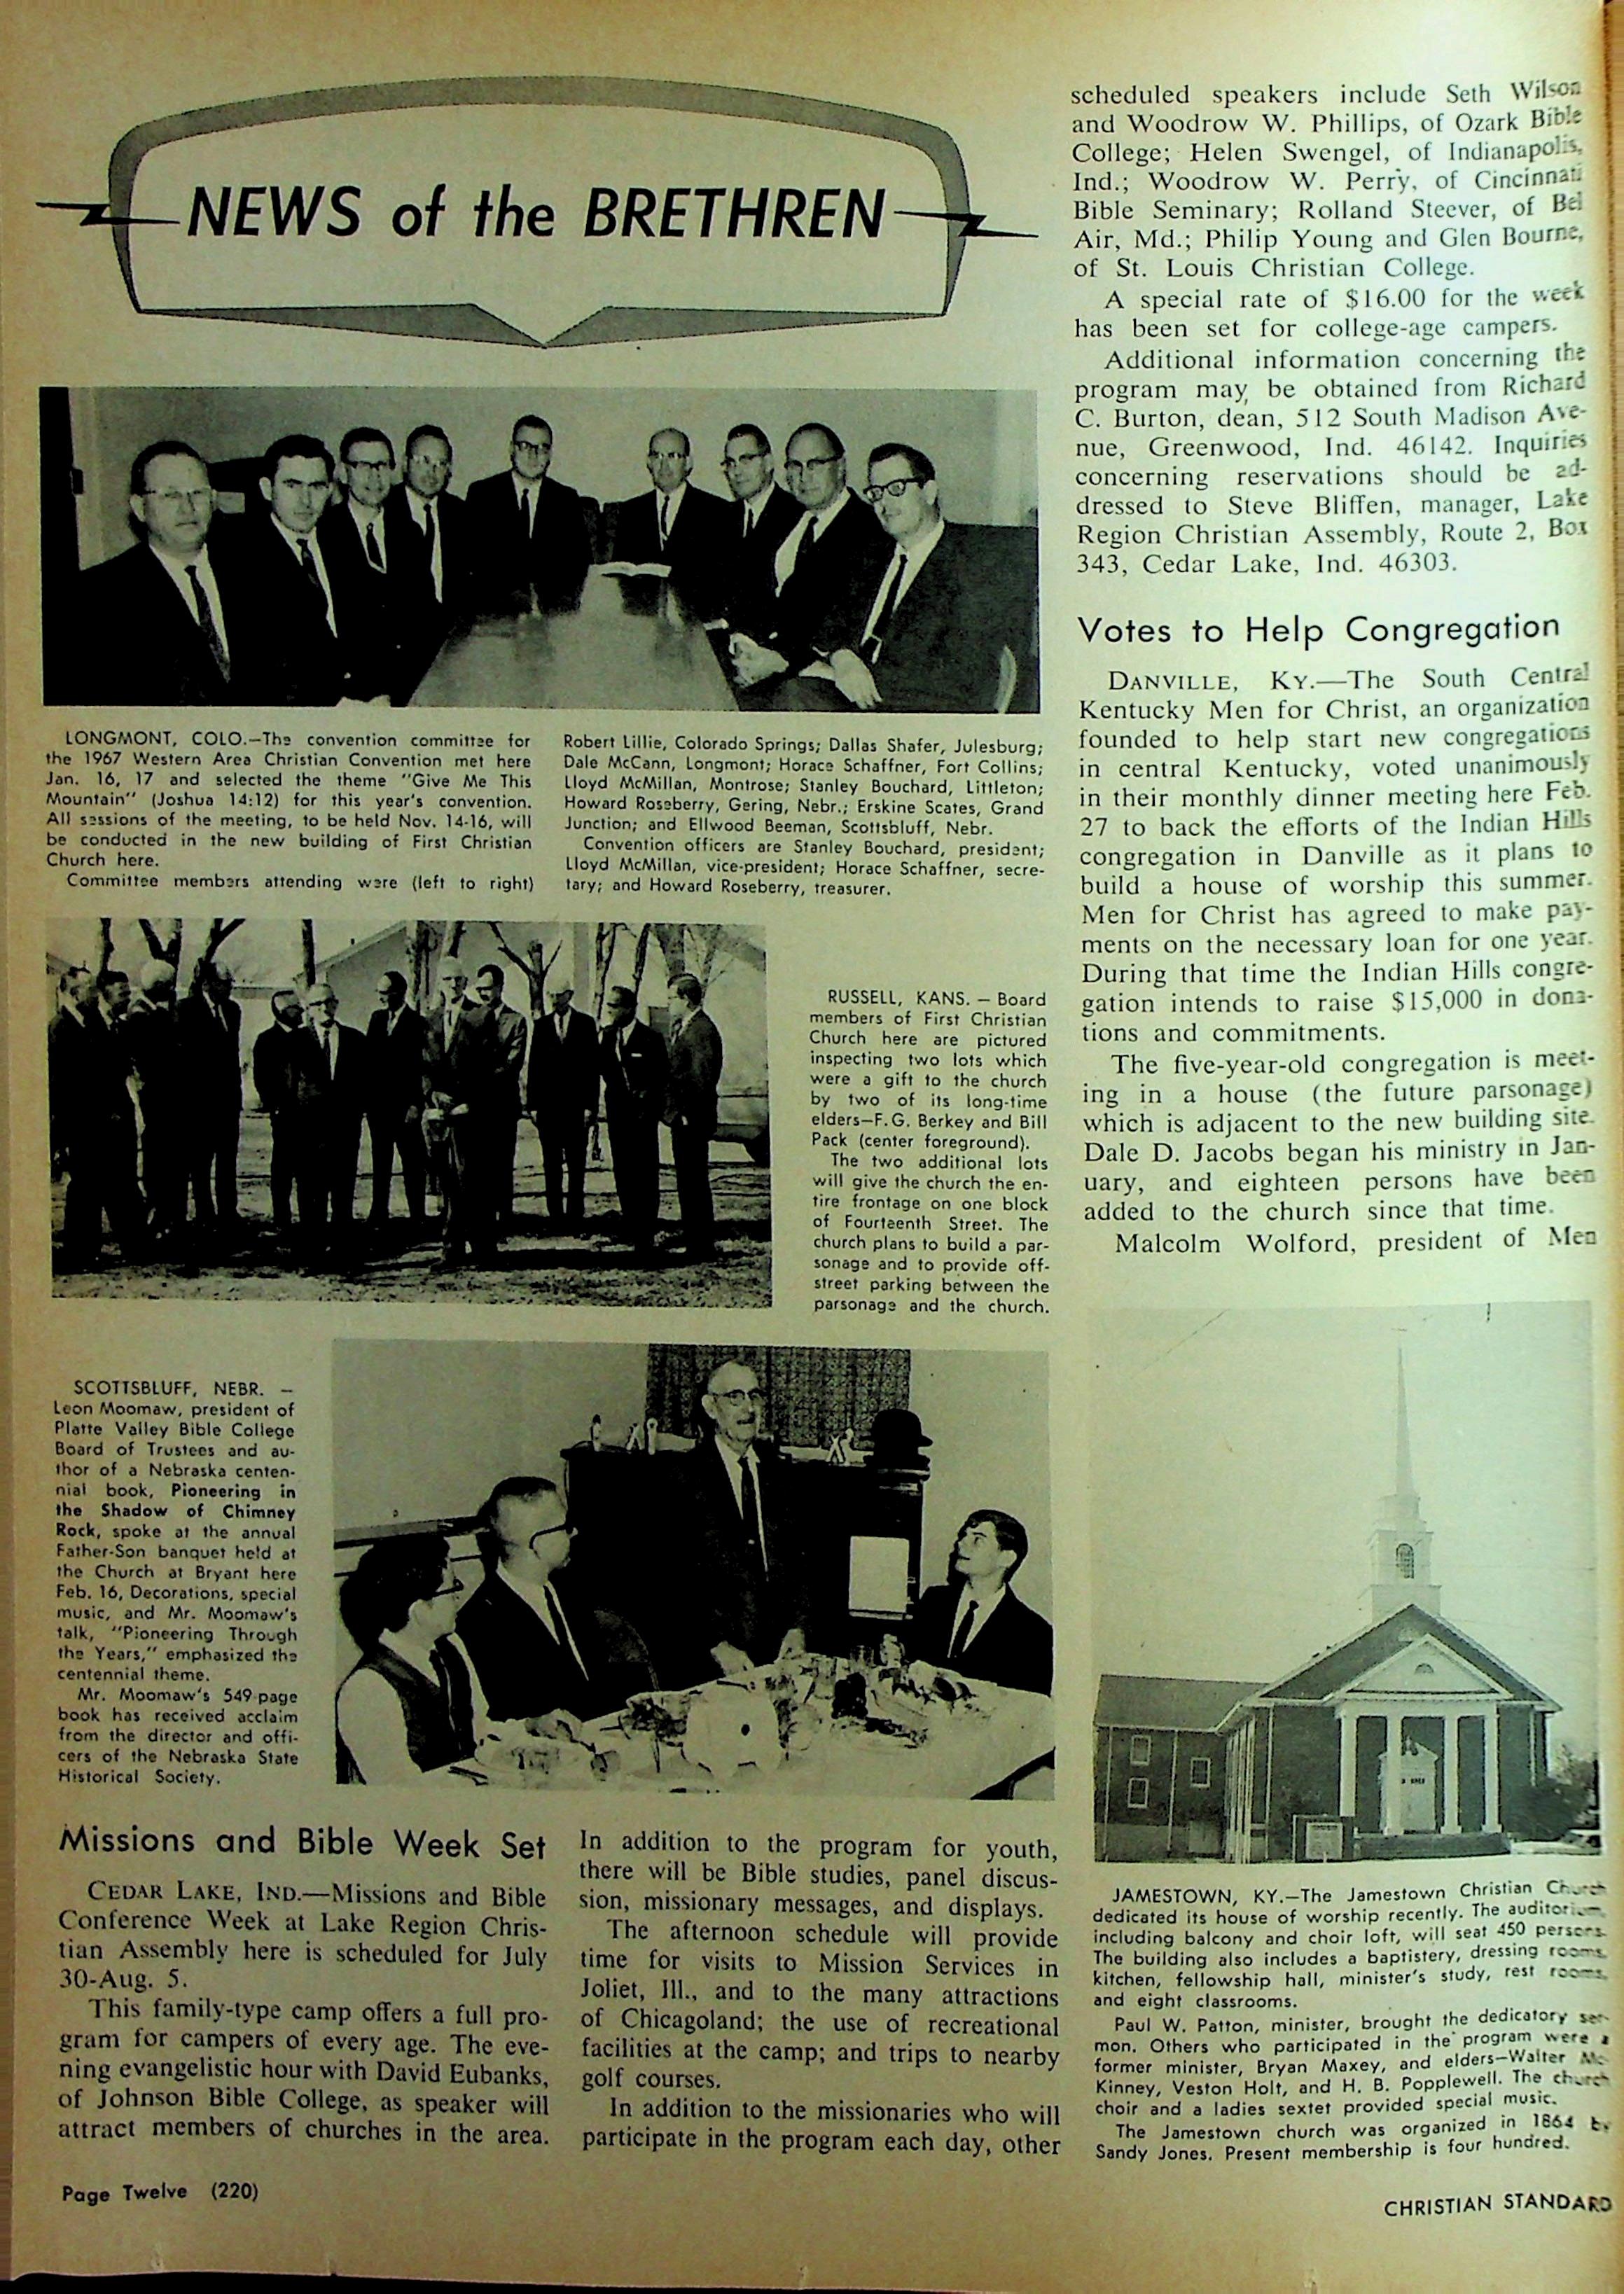 NEWS of the BRETHREN
LONGMONT, COLO.—The convention committee for
the 1967 Western Area Christian Convention met here
Jan. 16, 17 and selected the theme "Give Me This
Mountain" (Joshua 14:12) for this year's convention.
All sessions of the meeting, to be held Nov. 14-16, will
be conducted in the new building of First Christian
Church here.
Committee members attending were (left to right)
Robert Lillie, Colorado Springs; Dallas Shafer, Julesburg;
Dale McCann, Longmont; Horace Schaffner, Fort Collins;
Lloyd McMillan, Montrose; Stanley Bouchard, Littleton;
Howard Roseberry, Gering, Nebr.; Erskine Scates, Grand
Junction; and Ellwood Beeman, Scottsbluff, Nebr.
Convention officers are Stanley Bouchard, president;
Lloyd McMillan, vice-president; Horace Schaffner, secre-
tary; and Howard Roseberry, treasurer.
RUSSELL, KANS. — Board
members of First Christian
Church here are pictured
inspecting two lots which
were a gift to the church
by two of its long-time
elders—F.G. Berkey and Bill
Pack (center foreground).
The two additional lots
will give the church the en-
tire frontage on one block
of Fourteenth Street. The
church plans to build a par-
sonage and to provide off-
street parking between the
parsonage and the church.
SCOTTSBLUFF, NEBR. —
Leon Moomaw, president of
Platte Valley Bible College
Board of Trustees and au-
thor of a Nebraska centen-
nial book, Pioneering in
the Shadow of Chimney
Rock, spoke at the annual
Father-Son banquet held at
the Church at Bryant here
Feb. 16, Decorations, special
music, and Mr. Moomaw's
talk, "Pioneering Through
the Years," emphasized the
centennial theme.
Mr. Moomaw's 549-page
book has received acclaim
from the director and offi-
cers of the Nebraska State
Historical Society.
Missions and Bible Week Set
CEDAR LAKE, IND.—Missions and Bible
Conference Week at Lake Region Chris-
tian Assembly here is scheduled for July
30-Aug. 5.
This family-type camp offers a full pro-
gram for campers of every age. The eve-
ning evangelistic hour with David Eubanks,
of Johnson Bible College, as speaker will
attract members of churches in the area.
In addition to the program for youth,
there will be Bible studies, panel discus-
sion, missionary messages, and displays.
The afternoon schedule will provide
time for visits to Mission Services in
Joliet, Ill., and to the many attractions
of Chicagoland; the use of recreational
facilities at the camp; and trips to nearby
golf courses.
In addition to the missionaries who will
participate in the program each day, other
scheduled speakers include Seth Wilson
and Woodrow W. Phillips, of Ozark Bible
College; Helen Swengel, of Indianapolis,
Ind.; Woodrow W. Perry, of Cincinnati
Bible Seminary; Rolland Steever, of Bel
Air, Md.; Philip Young and Glen Bourne,
of St. Louis Christian College.
A special rate of $16.00 for the week
has been set for college-age campers.
Additional information concerning the
program may be obtained from Richard
C. Burton, dean, 512 South Madison Ave-
nue, Greenwood, Ind. 46142. Inquiries
concerning reservations should be ad-
dressed to Steve Bliffen, manager, Lake
Region Christian Assembly, Route 2, Box
343, Cedar Lake, Ind. 46303.
Votes to Help Congregation
DANVILLE, KY.—The South Central
Kentucky Men for Christ, an organization
founded to help start new congregations
in central Kentucky, voted unanimously
in their monthly dinner meeting here Feb.
27 to back the efforts of the Indian Hills
congregation in Danville as it plans to
build a house of worship this summer.
Men for Christ has agreed to make pay-
ments on the necessary loan for one year.
During that time the Indian Hills congre-
gation intends to raise $15,000 in dona-
tions and commitments.
The five-year-old congregation is meet-
ing in a house (the future parsonage)
which is adjacent to the new building site.
Dale D. Jacobs began his ministry in Jan-
uary, and eighteen persons have been
added to the church since that time.
Malcolm Wolford, president of Men
JAMESTOWN, KY.—The Jamestown Christian Church
dedicated its house of worship recently. The auditorium,
including balcony and choir loft, will seat 450 persons.
The building also includes a baptistery, dressing rooms,
kitchen, fellowship hall, minister's study, rest rooms,
and eight classrooms.
Paul W. Patton, minister, brought the dedicatory ser-
mon. Others who participated in the program were a
former minister, Bryan Maxey, and elders—Walter Mc-
Kinney, Veston Holt, and H. B. Popplewell. The church
choir and a ladies sextet provided special music.
The Jamestown church was organized in 1864 by
Sandy Jones. Present membership is four hundred.
Page Twelve (220)
CHRISTIAN STANDARD